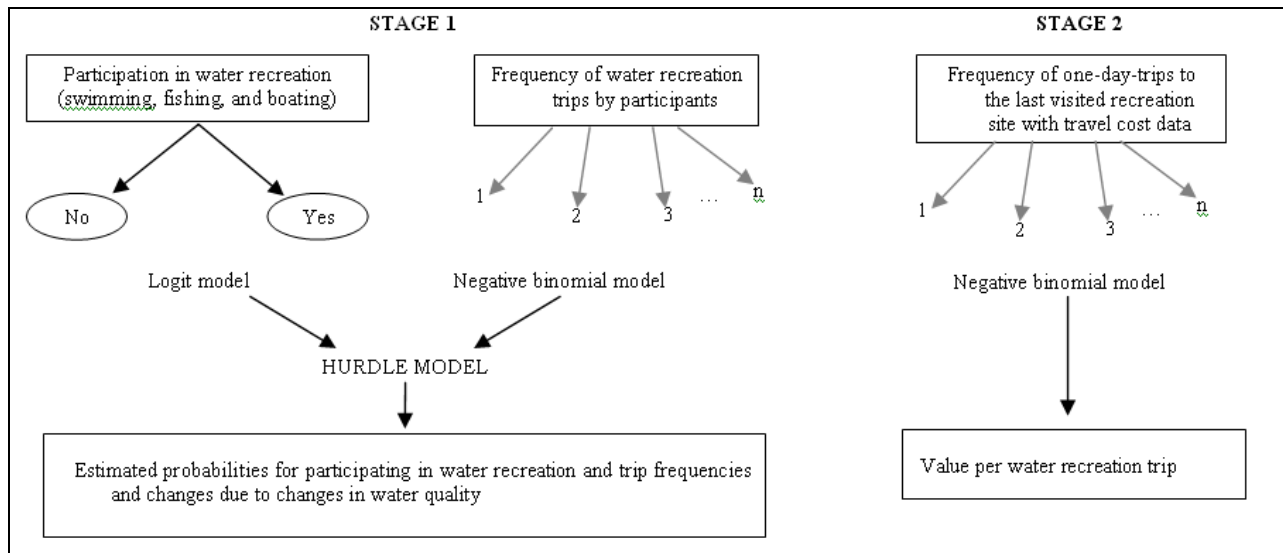 STAGE 1
Participation in water recreation
(swimming, fishing, and boating)
No
Yes
Logit model
Frequency of water recreation
trips by participants
1
2
3
...
n
Negative binomial model
HURDLE MODEL
Estimated probabilities for participating in water recreation and trip frequencies
and changes due to changes in water quality
STAGE 2
Frequency of one-day-trips to
the last visited recreation
site with travel cost data
1
2
3
...
n
Negative binomial model
Value per water recreation trip